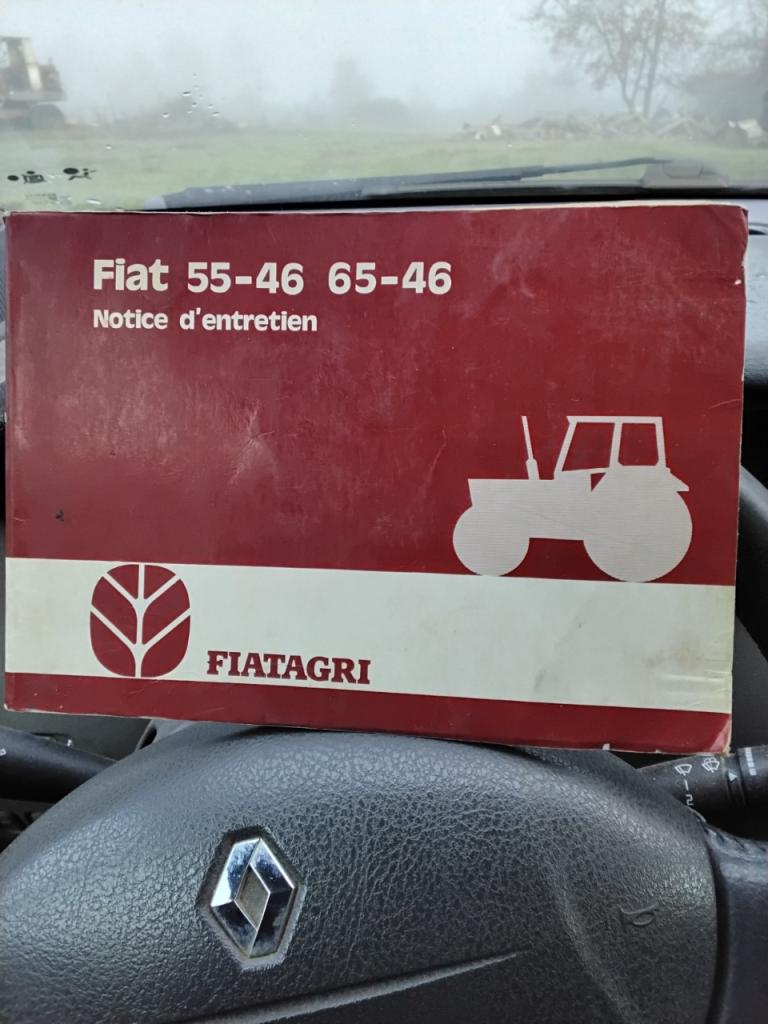 Fiat 55-46 65-46
Notice d'entretien
FIATAGRI